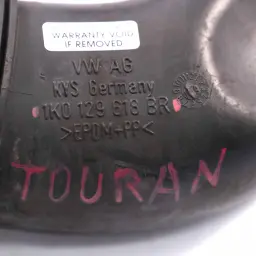 WARRANTY VOID
IF REMOVED
VW AG
KVS Germany
1K0 129 618 BR
>EPDM+PP<
TOURAN